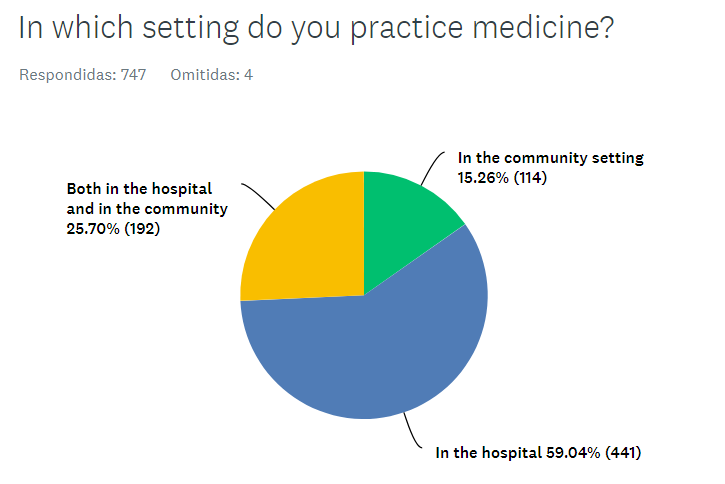 In which setting do you practice medicine?
Respondidas: 747 Omitidas: 4
In the community setting
15.26% (114)
Both in the hospital
and in the community
25.70% (192)
In the hospital 59.04% (441)